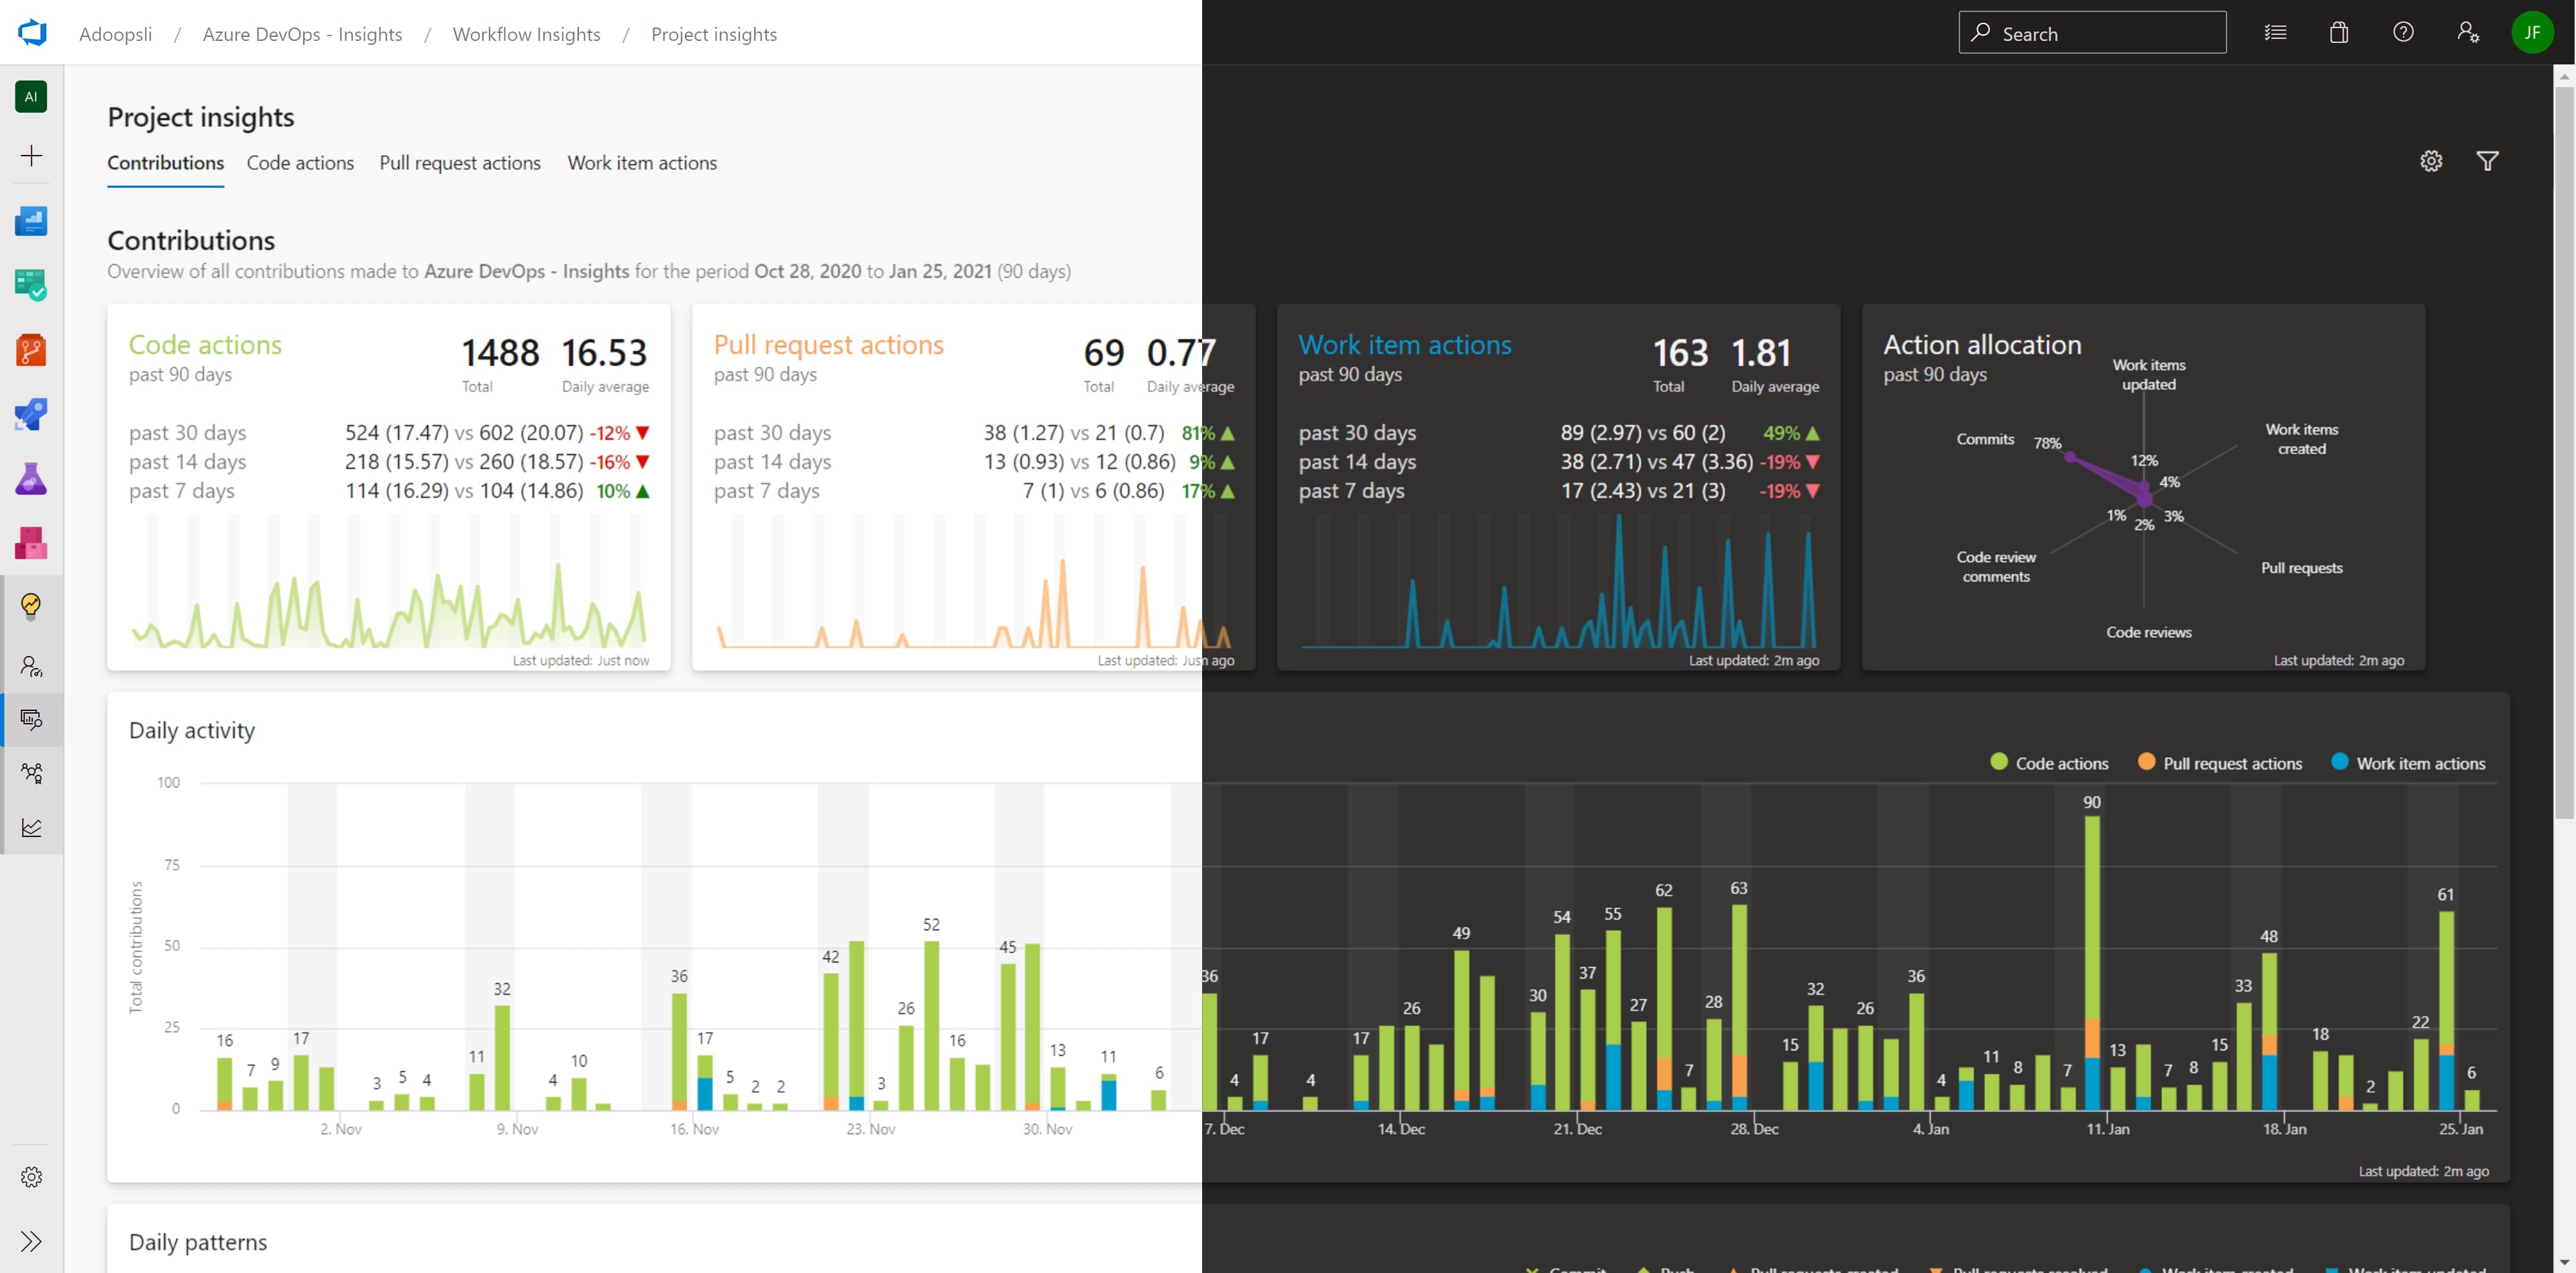 Adoopsli / Azure DevOps - Insights / Workflow Insights / Project insights
Search
JF
AI
Project insights
Contributions Code actions Pull request actions Work item actions
Contributions
Overview of all contributions made to Azure DevOps - Insights for the period Oct 28, 2020 to Jan 25, 2021 (90 days)
Code actions
past 90 days
1488 16.53
Total Daily average
past 30 days 524 (17.47) vs 602 (20.07) -12%
past 14 days 218 (15.57) vs 260 (18.57) -16%
past 7 days 114 (16.29) vs 104 (14.86) 10%
Last updated: Just now
Pull request actions
past 90 days
69 0.77
Total Daily average
past 30 days 38 (1.27) vs 21 (0.7) 81%
past 14 days 13 (0.93) vs 12 (0.86) 9%
past 7 days 7 (1) vs 6 (0.86) 17%
Last updated: ago
Work item actions
past 90 days
163 1.81
Total Daily average
past 30 days 89 (2.97) vs 60 (2) 49%
past 14 days 38 (2.71) vs 47 (3.36) -19%
past 7 days 17 (2.43) vs 21 (3) -19%
Last updated: 2m ago
Action allocation
past 90 days
Work items
updated
Work items
created
Commits 78%
12%
4%
1% 2% 3%
Code review
comments
Pull requests
Code reviews
Last updated: 2m ago
Daily activity
Code actions Pull request actions Work item actions
Total contributions
100
75
50
25
0
16 7 9 17 3 5 4 11 32 4 10 36 17 5 2 2 42 3 26 52 16 45 13 11 6 36 4 17 4 17 26 49 30 54 37 55 27 62 7 28 63 15 32 26 36 4 11 8 7 90 13 7 8 15 33 48 18 2 22 61 6
2. Nov 9. Nov 16. Nov 23. Nov 30. Nov 7. Dec 14. Dec 21. Dec 28. Dec 4. Jan 11. Jan 18. Jan 25. Jan
Last updated: 2m ago
Daily patterns
Commit Push Pull requests created Pull requests resolved Work item created Work item updated